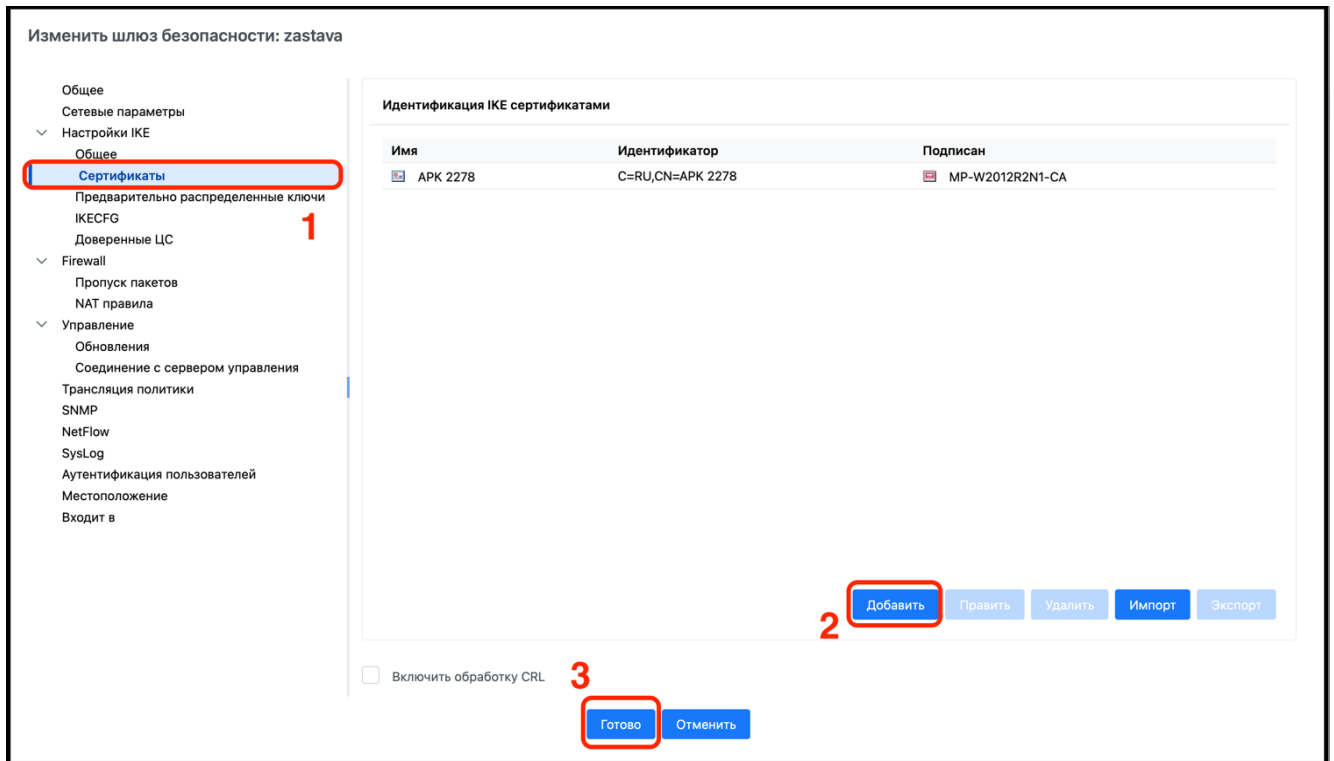 Изменить шлюз безопасности: zastava
Общее
Сетевые параметры
Настройки IKE
Общее
Сертификаты
Предварительно распределенные ключи
IKECFG
Доверенные ЦС
1
Firewall
Пропуск пакетов
NAT правила
Управление
Обновления
Соединение с сервером управления
Трансляция политики
SNMP
NetFlow
SysLog
Аутентификация пользователей
Местоположение
Входит в
Идентификация IKE сертификатами
Имя Идентификатор Подписан
АРК 2278 C=RU,CN=АРК 2278 MP-W2012R2N1-CA
2 Добавить Править Удалить Импорт Экспорт
Включить обработку CRL 3
Готово Отменить